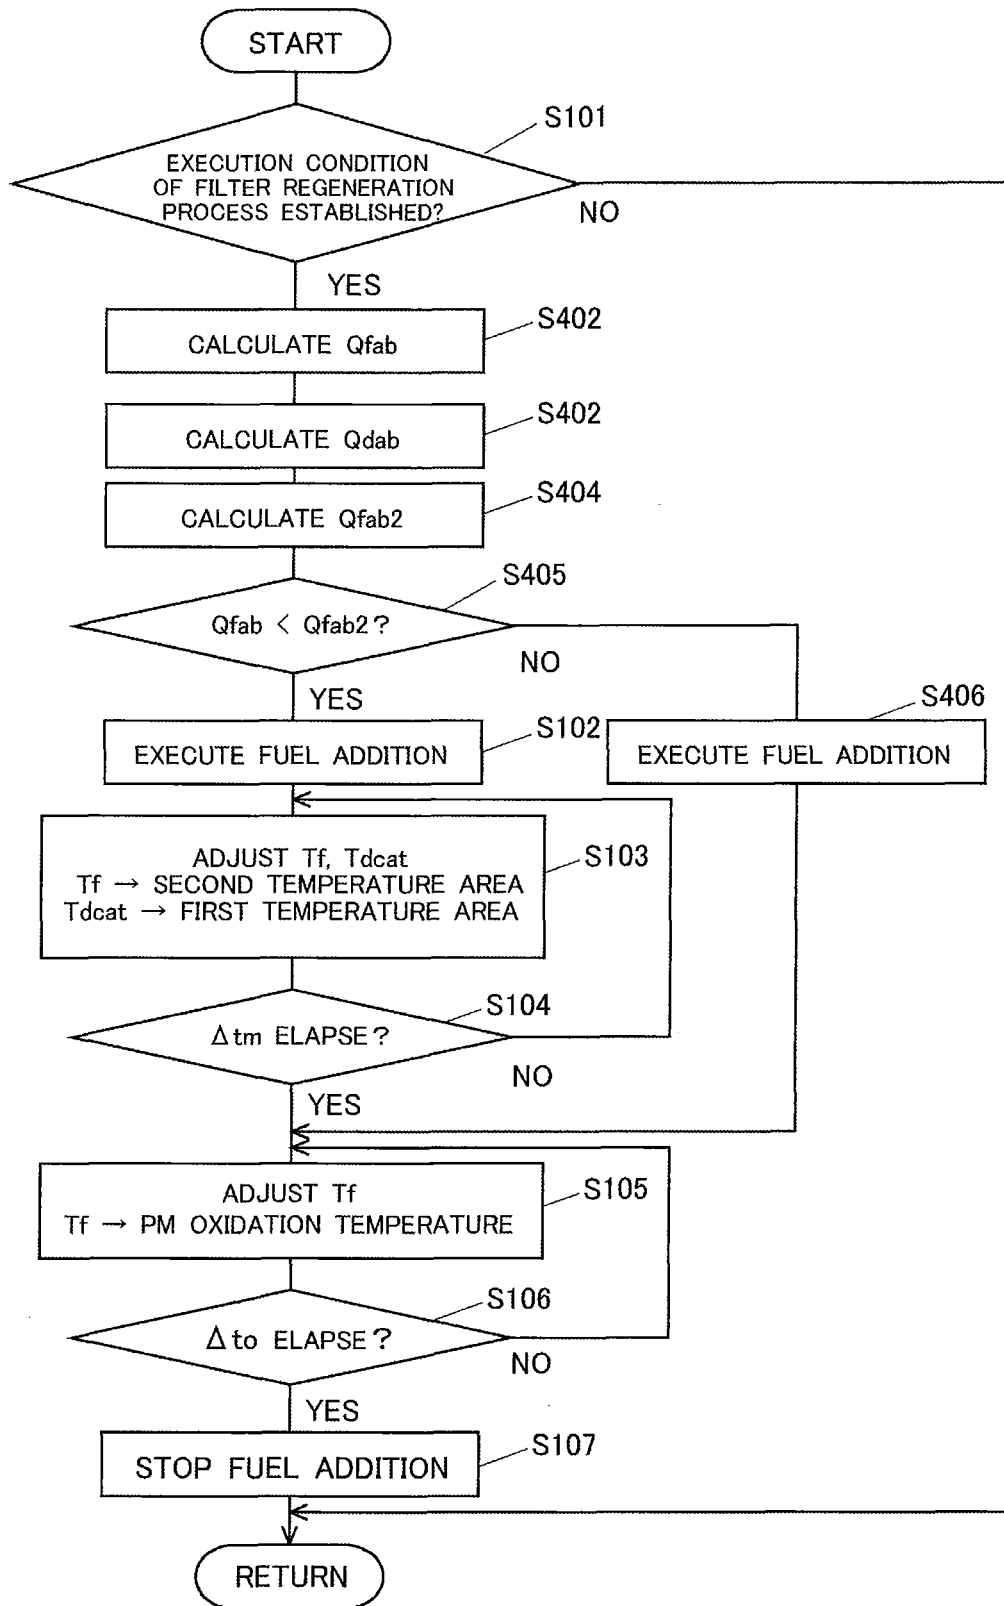 START
S101
EXECUTION CONDITION
OF FILTER REGENERATION
PROCESS ESTABLISHED?
NO
YES
S402
CALCULATE Qfab
S402
CALCULATE Qdab
S404
CALCULATE Qfab2
S405
Qfab < Qfab2?
NO
YES
S406
S102
EXECUTE FUEL ADDITION
EXECUTE FUEL ADDITION
S103
ADJUST Tf, Tdcat
Tf → SECOND TEMPERATURE AREA
Tdcat → FIRST TEMPERATURE AREA
S104
Δtm ELAPSE?
NO
YES
S105
ADJUST Tf
Tf → PM OXIDATION TEMPERATURE
S106
Δto ELAPSE?
NO
YES
S107
STOP FUEL ADDITION
RETURN